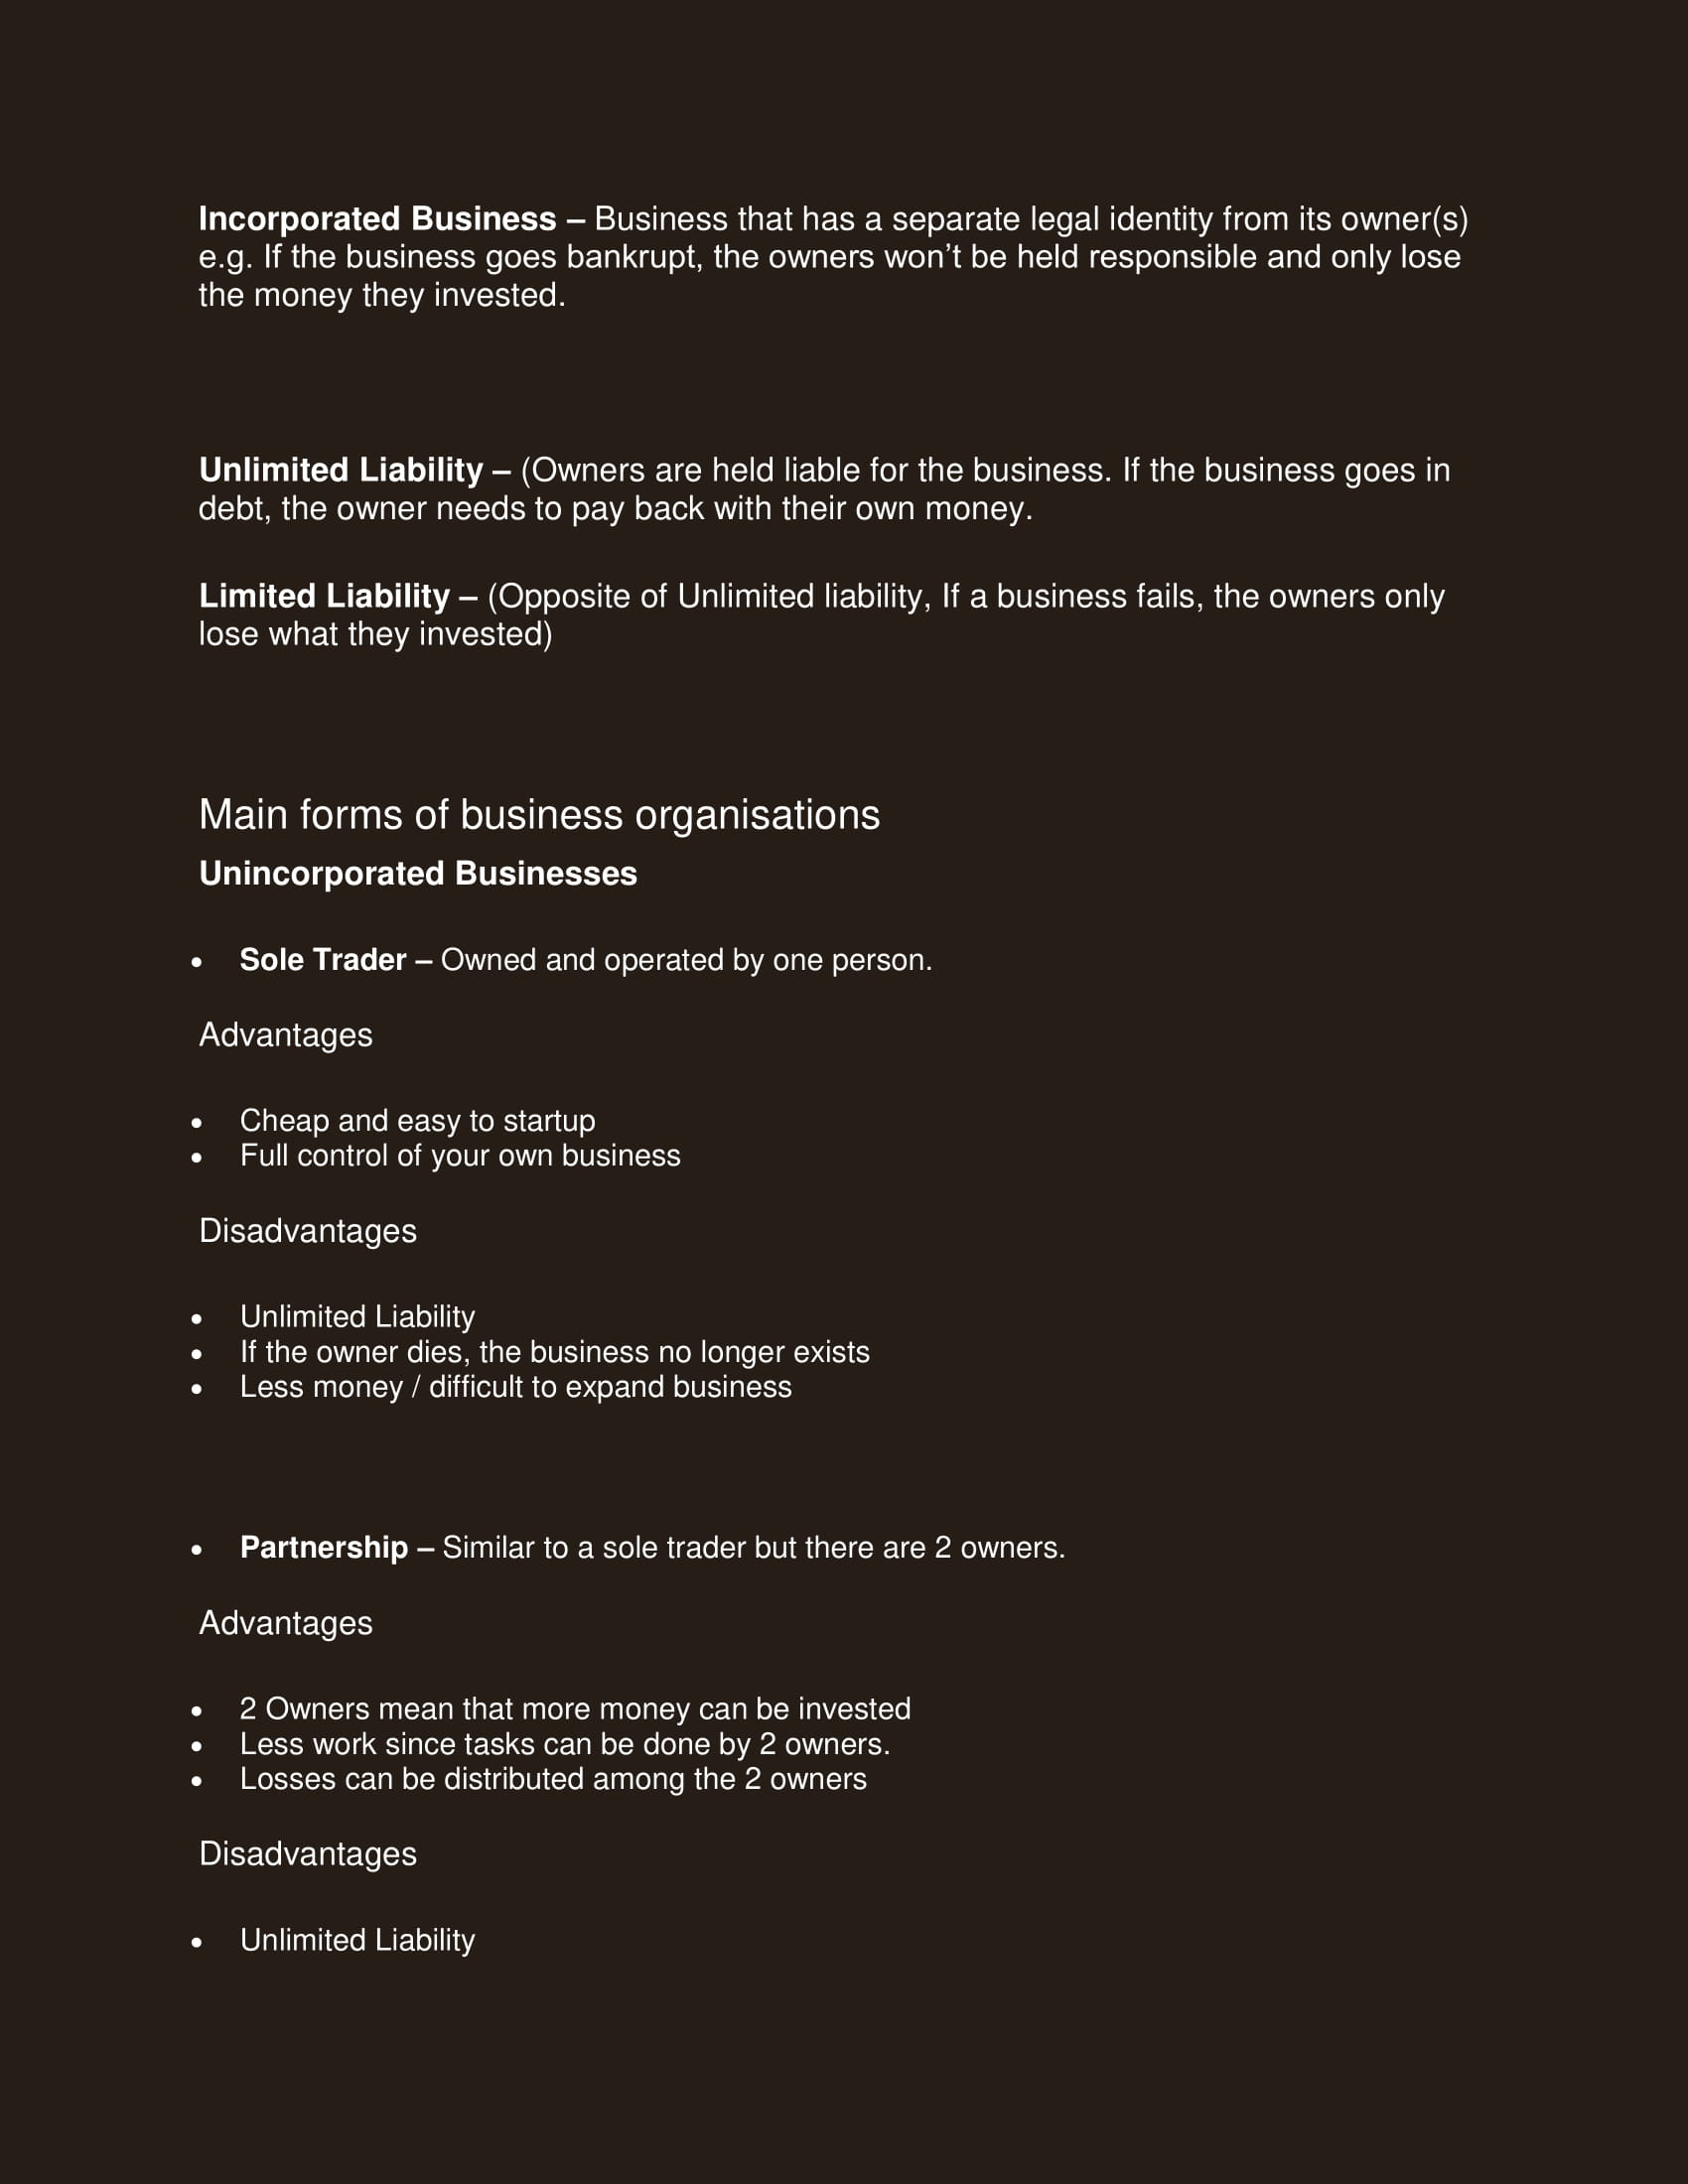 Incorporated Business – Business that has a separate legal identity from its owner(s)
e.g. If the business goes bankrupt, the owners won’t be held responsible and only lose
the money they invested.
Unlimited Liability – (Owners are held liable for the business. If the business goes in
debt, the owner needs to pay back with their own money.
Limited Liability – (Opposite of Unlimited liability, If a business fails, the owners only
lose what they invested)
Main forms of business organisations
Unincorporated Businesses
• Sole Trader – Owned and operated by one person.
Advantages
• Cheap and easy to startup
• Full control of your own business
Disadvantages
• Unlimited Liability
• If the owner dies, the business no longer exists
• Less money / difficult to expand business
• Partnership – Similar to a sole trader but there are 2 owners.
Advantages
• 2 Owners mean that more money can be invested
• Less work since tasks can be done by 2 owners.
• Losses can be distributed among the 2 owners
Disadvantages
• Unlimited Liability